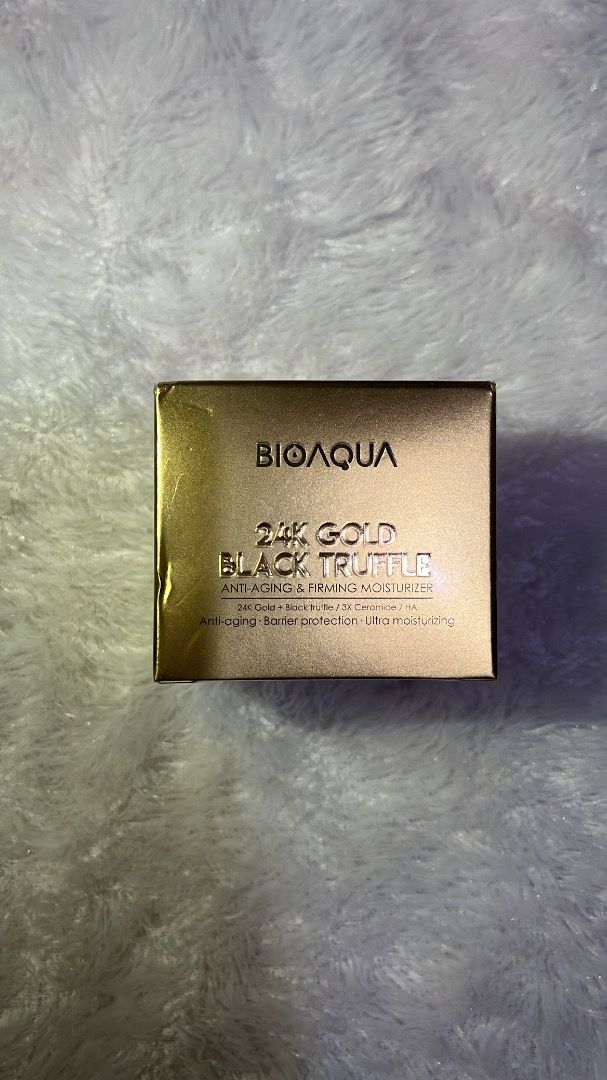 BIOAQUA
24K GOLD
BLACK TRUFFLE
ANTI-AGING & FIRMING MOISTURIZER
24K Gold + Black truffle / 3X Ceramide / HA
Anti-aging · Barrier protection · Ultra moisturizing